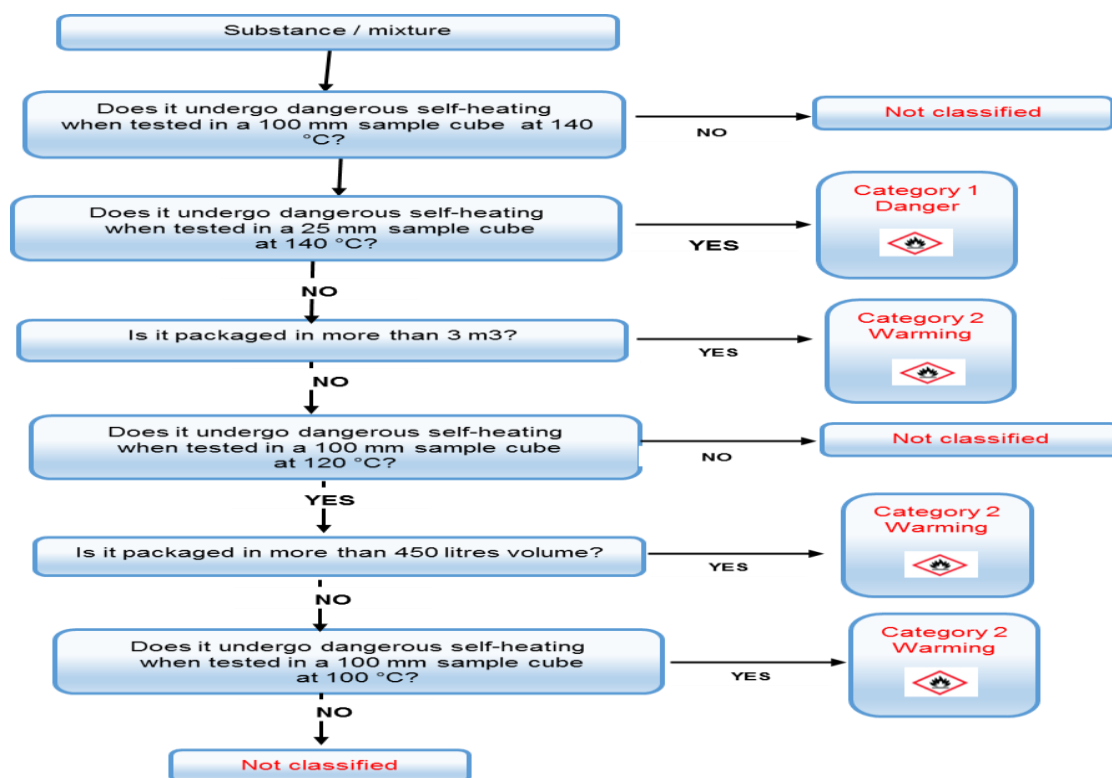 Substance / mixture
Does it undergo dangerous self-heating
when tested in a 100 mm sample cube at 140
°C?
NO
Not classified
Does it undergo dangerous self-heating
when tested in a 25 mm sample cube
at 140 °C?
YES
Category 1
Danger
NO
Is it packaged in more than 3 m3?
YES
Category 2
Warming
NO
Does it undergo dangerous self-heating
when tested in a 100 mm sample cube
at 120 °C?
NO
Not classified
YES
Is it packaged in more than 450 litres volume?
YES
Category 2
Warming
NO
Does it undergo dangerous self-heating
when tested in a 100 mm sample cube
at 100 °C?
YES
Category 2
Warming
NO
Not classified